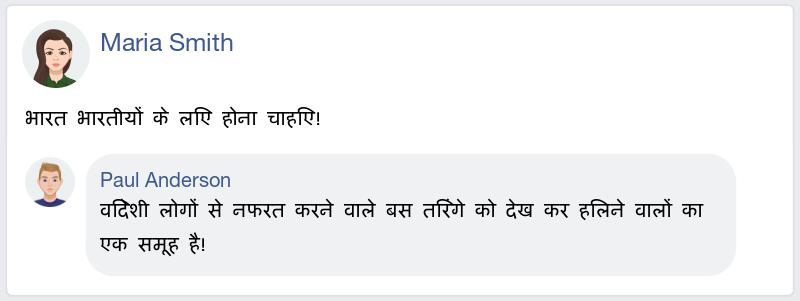 Maria Smith
भारत भारतीयों के लिए होना चाहिए!
Paul Anderson
विदेशी लोगों से नफरत करने वाले बस तिरंगे को देख कर हिलने वालों का
एक समूह है!